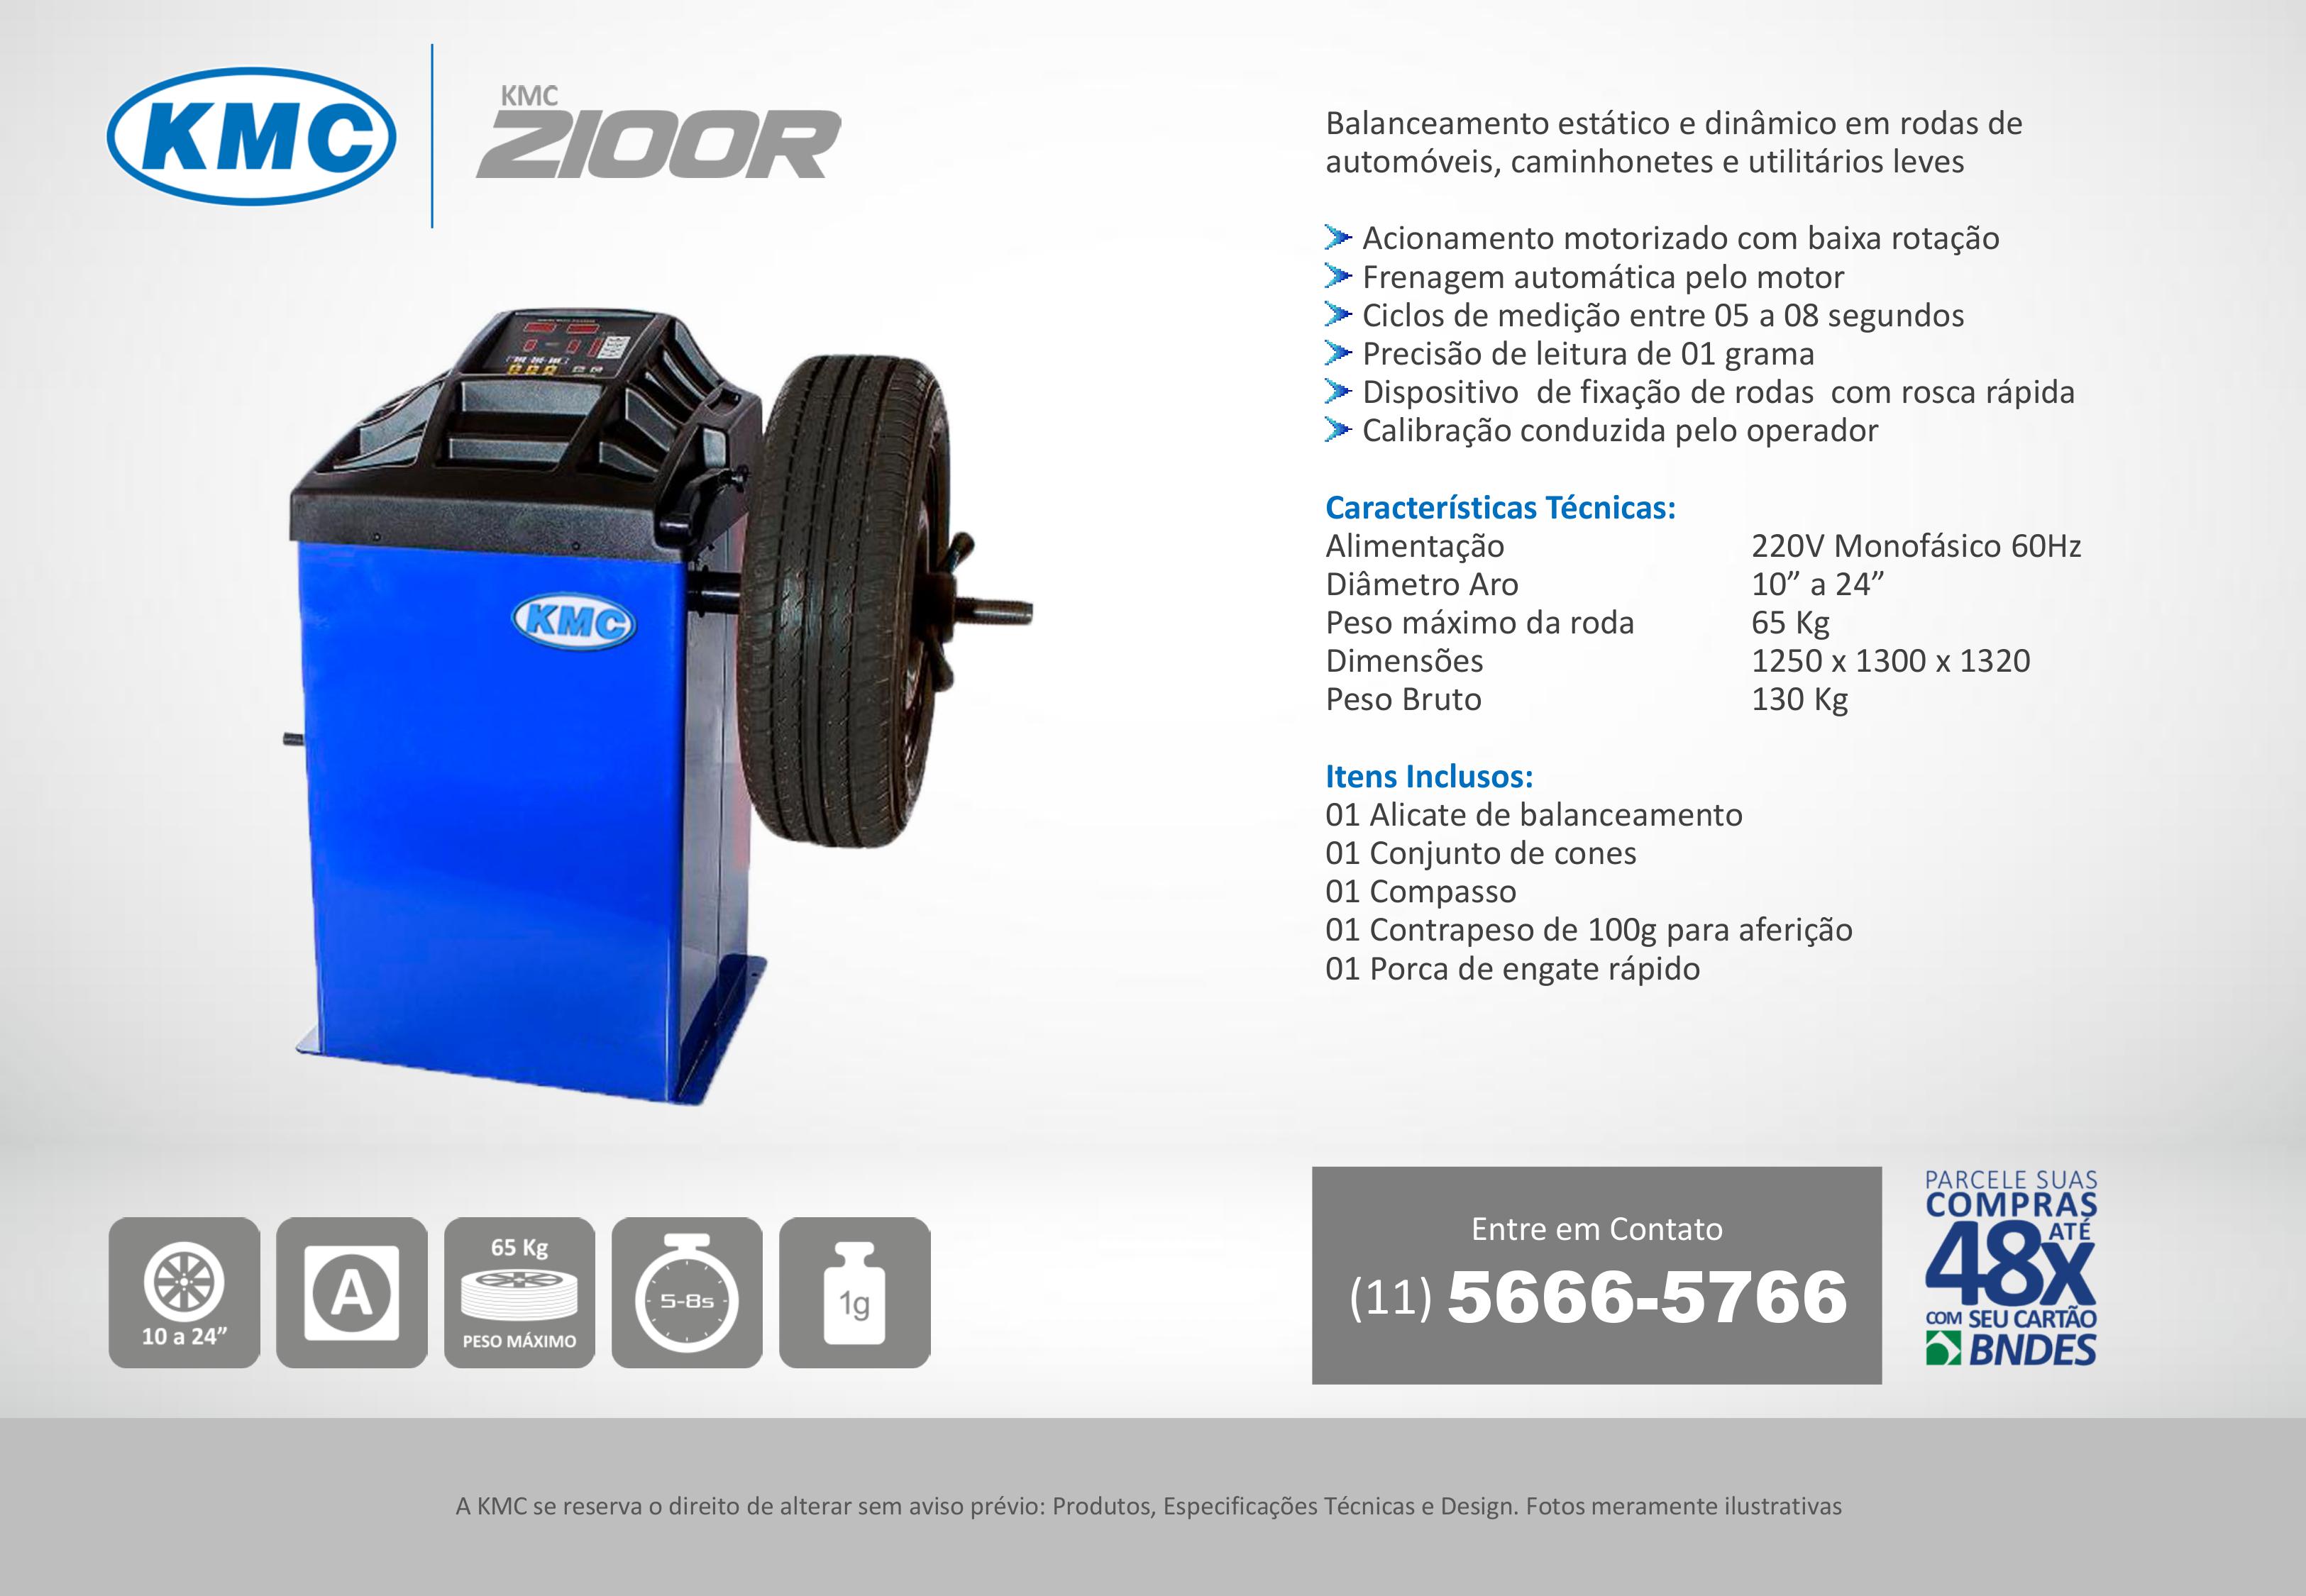 KMC
KMC
Z100R
Balanceamento estático e dinâmico em rodas de
automóveis, caminhonetes e utilitários leves
Acionamento motorizado com baixa rotação
Frenagem automática pelo motor
Ciclos de medição entre 05 a 08 segundos
Precisão de leitura de 01 grama
Dispositivo de fixação de rodas com rosca rápida
Calibração conduzida pelo operador
Características Técnicas:
Alimentação 220V Monofásico 60Hz
Diâmetro Aro 10” a 24”
Peso máximo da roda 65 Kg
Dimensões 1250 x 1300 x 1320
Peso Bruto 130 Kg
Itens Inclusos:
01 Alicate de balanceamento
01 Conjunto de cones
01 Compasso
01 Contrapeso de 100g para aferição
01 Porca de engate rápido
KMC
10 a 24”
A
65 Kg
PESO MÁXIMO
5-8s
1g
Entre em Contato
(11) 5666-5766
PARCELE SUAS
COMPRAS
ATÉ
48x
COM SEU CARTÃO
BNDES
A KMC se reserva o direito de alterar sem aviso prévio: Produtos, Especificações Técnicas e Design. Fotos meramente ilustrativas